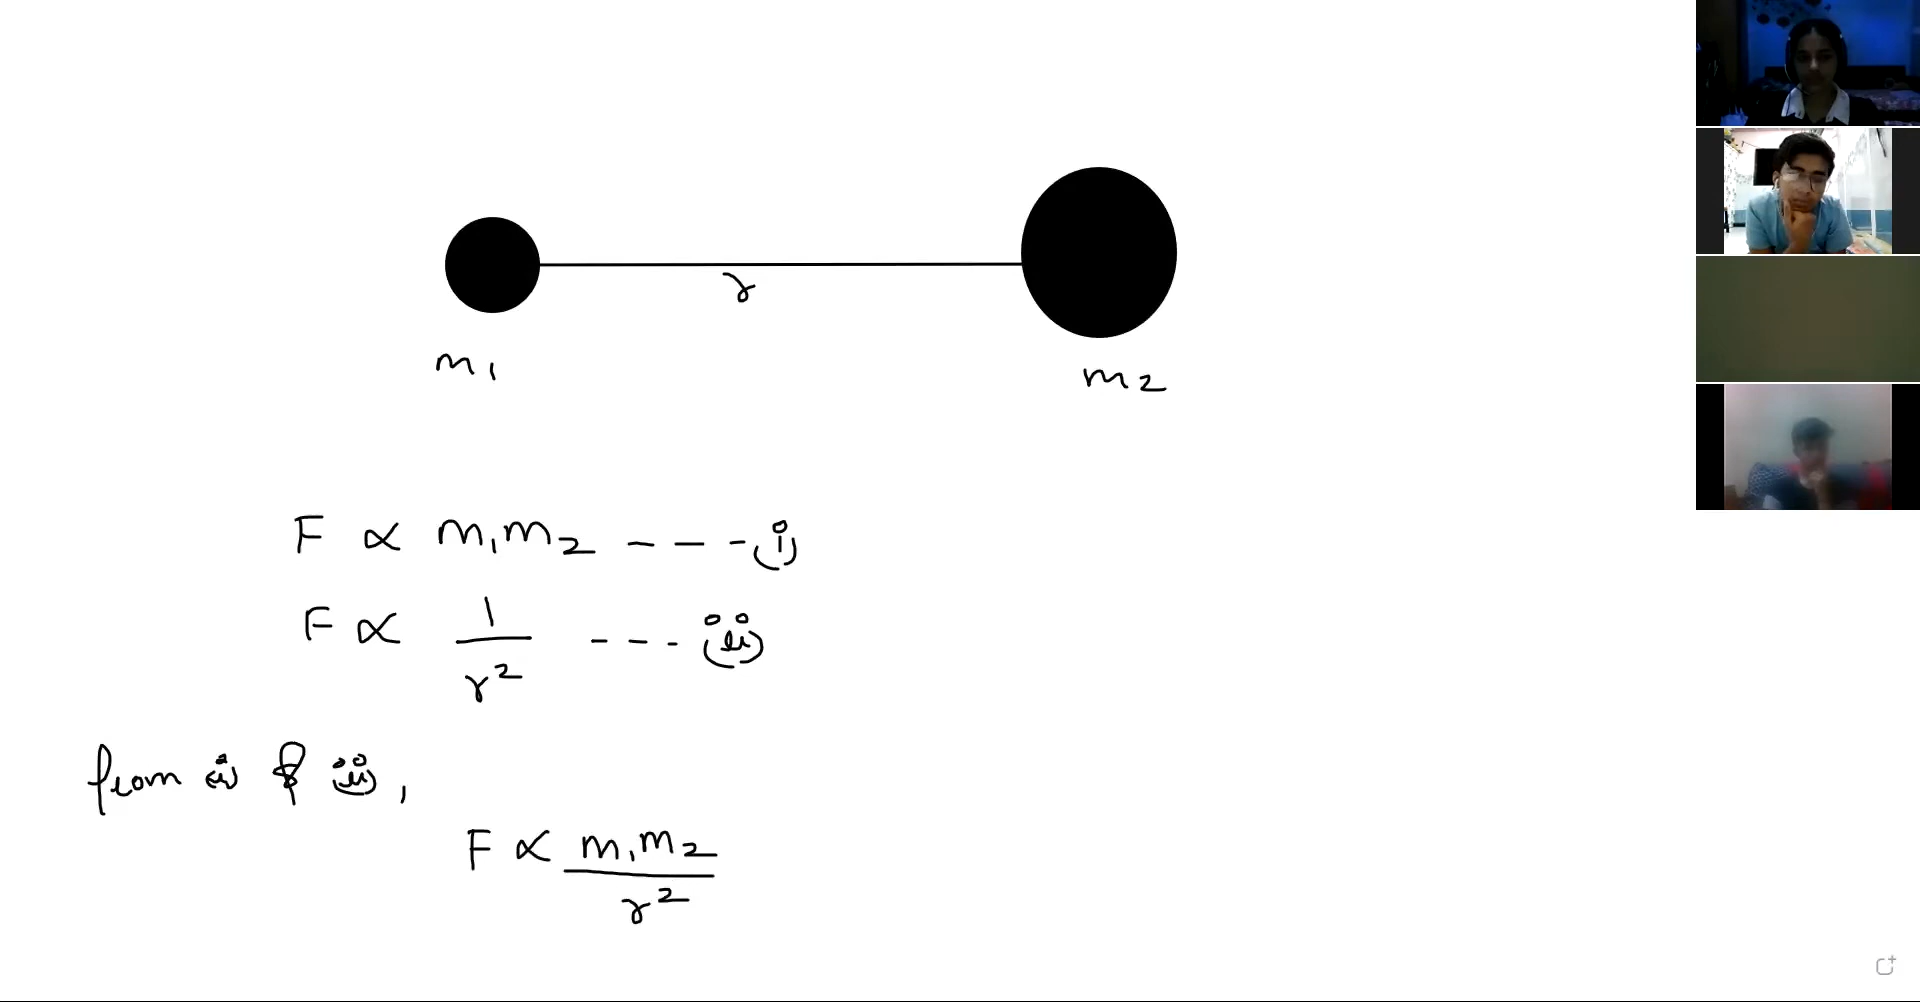 r
m1
m2
F ∝ m1m2 --- (i)
F ∝ 1/r² --- (ii)
from (i) & (ii),
F ∝ m1m2/r²